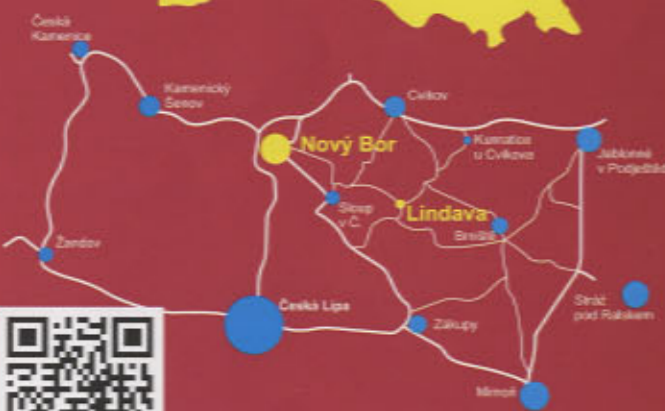 Česká
Kamenice
Kamenický
Šenov
Cvikov
Nový Bor
Kunratice
u Cvikova
Jablonné
v Podještědí
Sloup
v Č.
Lindava
Brniště
Žandov
Česká Lípa
Zákupy
Stráž
pod Ralskem
Mimoň